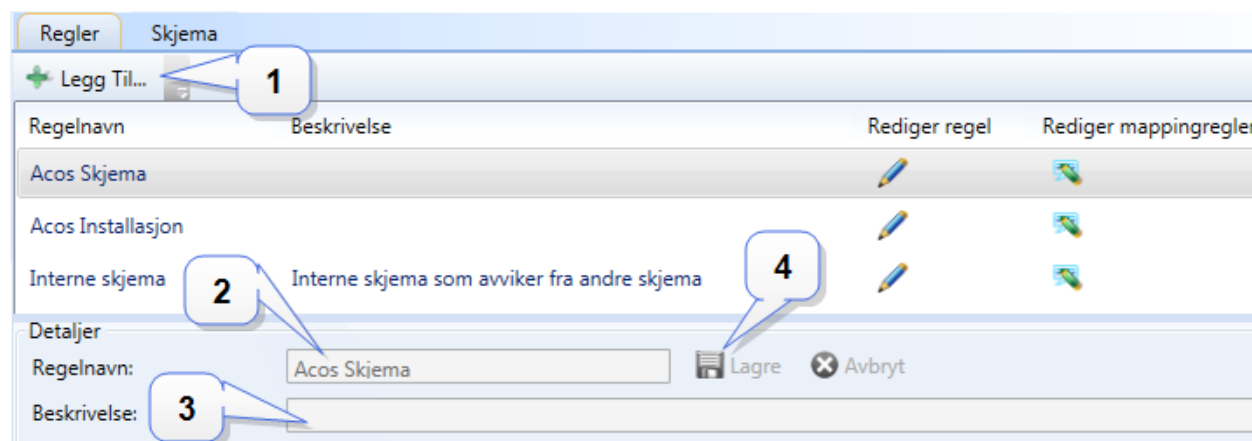 Regler Skjema
Legg Til... 1
Regelnavn Beskrivelse Rediger regel Rediger mappingregler
Acos Skjema
Acos Installasjon
Interne skjema 2 Interne skjema som avviker fra andre skjema 4
Detaljer
Regelnavn: Acos Skjema Lagre Avbryt
Beskrivelse: 3